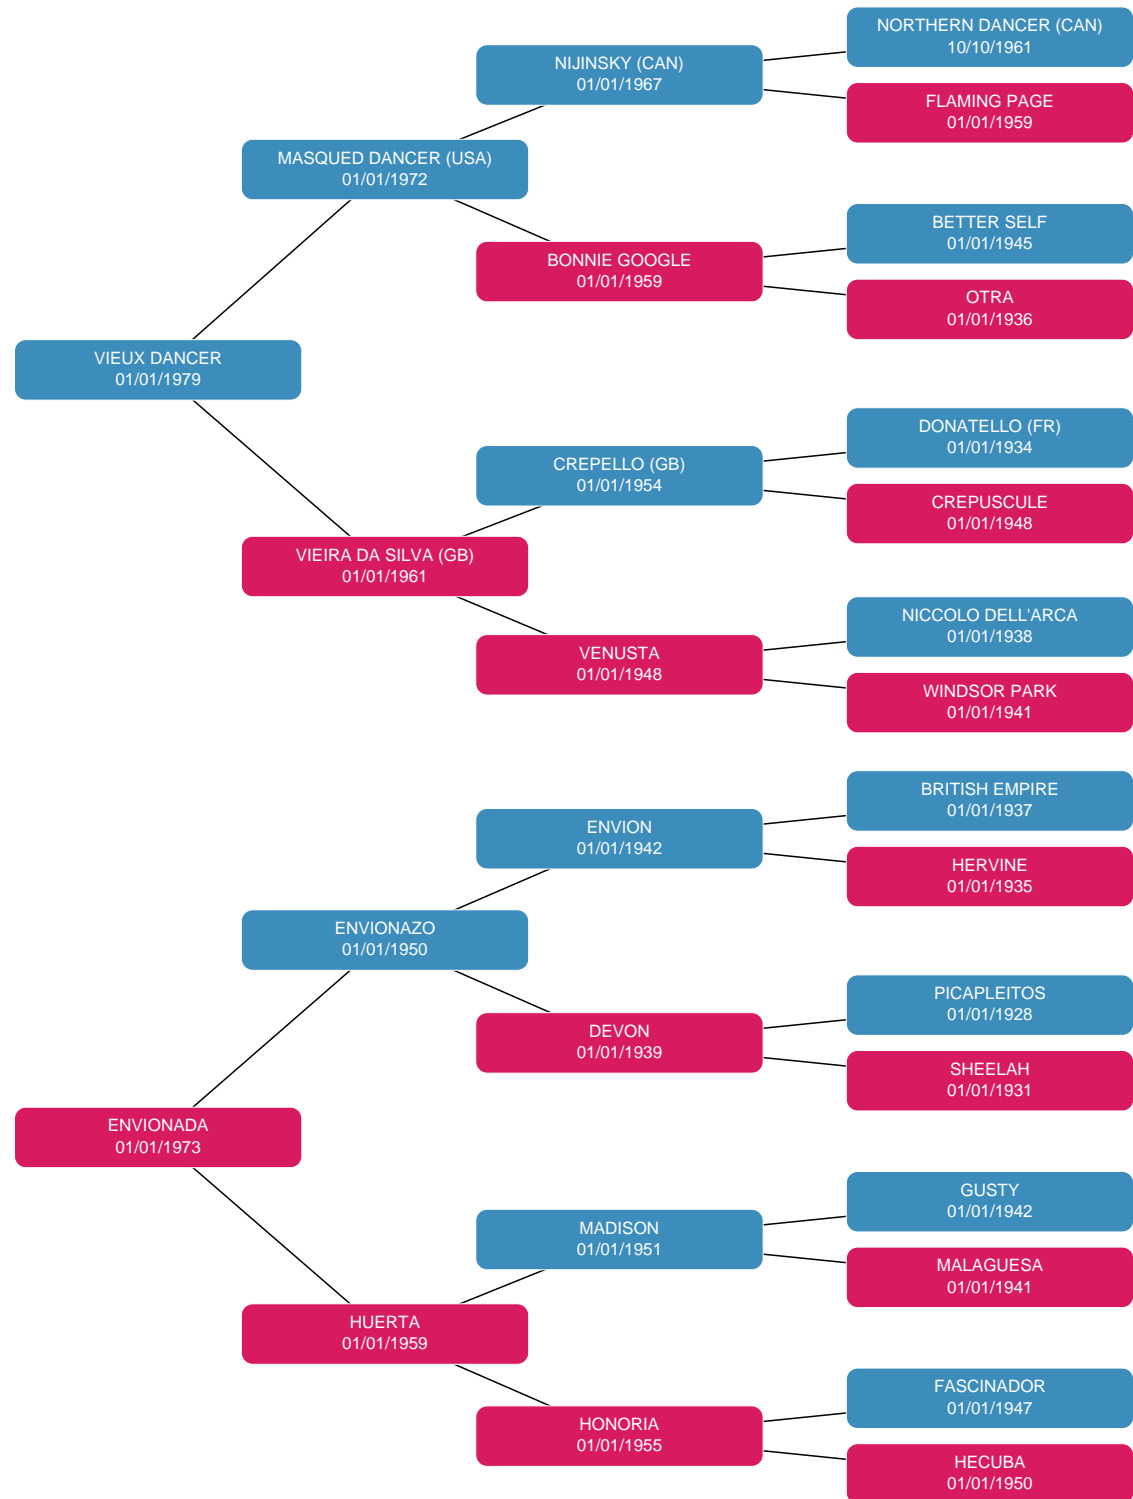 NORTHERN DANCER (CAN)
10/10/1961
NIJINSKY (CAN)
01/01/1967
FLAMING PAGE
01/01/1959
MASQUED DANCER (USA)
01/01/1972
BETTER SELF
01/01/1945
BONNIE GOOGLE
01/01/1959
OTRA
01/01/1936
VIEUX DANCER
01/01/1979
DONATELLO (FR)
01/01/1934
CREPELLO (GB)
01/01/1954
CREPUSCULE
01/01/1948
VIEIRA DA SILVA (GB)
01/01/1961
NICCOLO DELL'ARCA
01/01/1938
VENUSTA
01/01/1948
WINDSOR PARK
01/01/1941
BRITISH EMPIRE
01/01/1937
ENVION
01/01/1942
HERVINE
01/01/1935
ENVIONAZO
01/01/1950
PICAPLEITOS
01/01/1928
DEVON
01/01/1939
SHEELAH
01/01/1931
ENVIONADA
01/01/1973
GUSTY
01/01/1942
MADISON
01/01/1951
MALAGUESA
01/01/1941
HUERTA
01/01/1959
FASCINADOR
01/01/1947
HONORIA
01/01/1955
HECUBA
01/01/1950